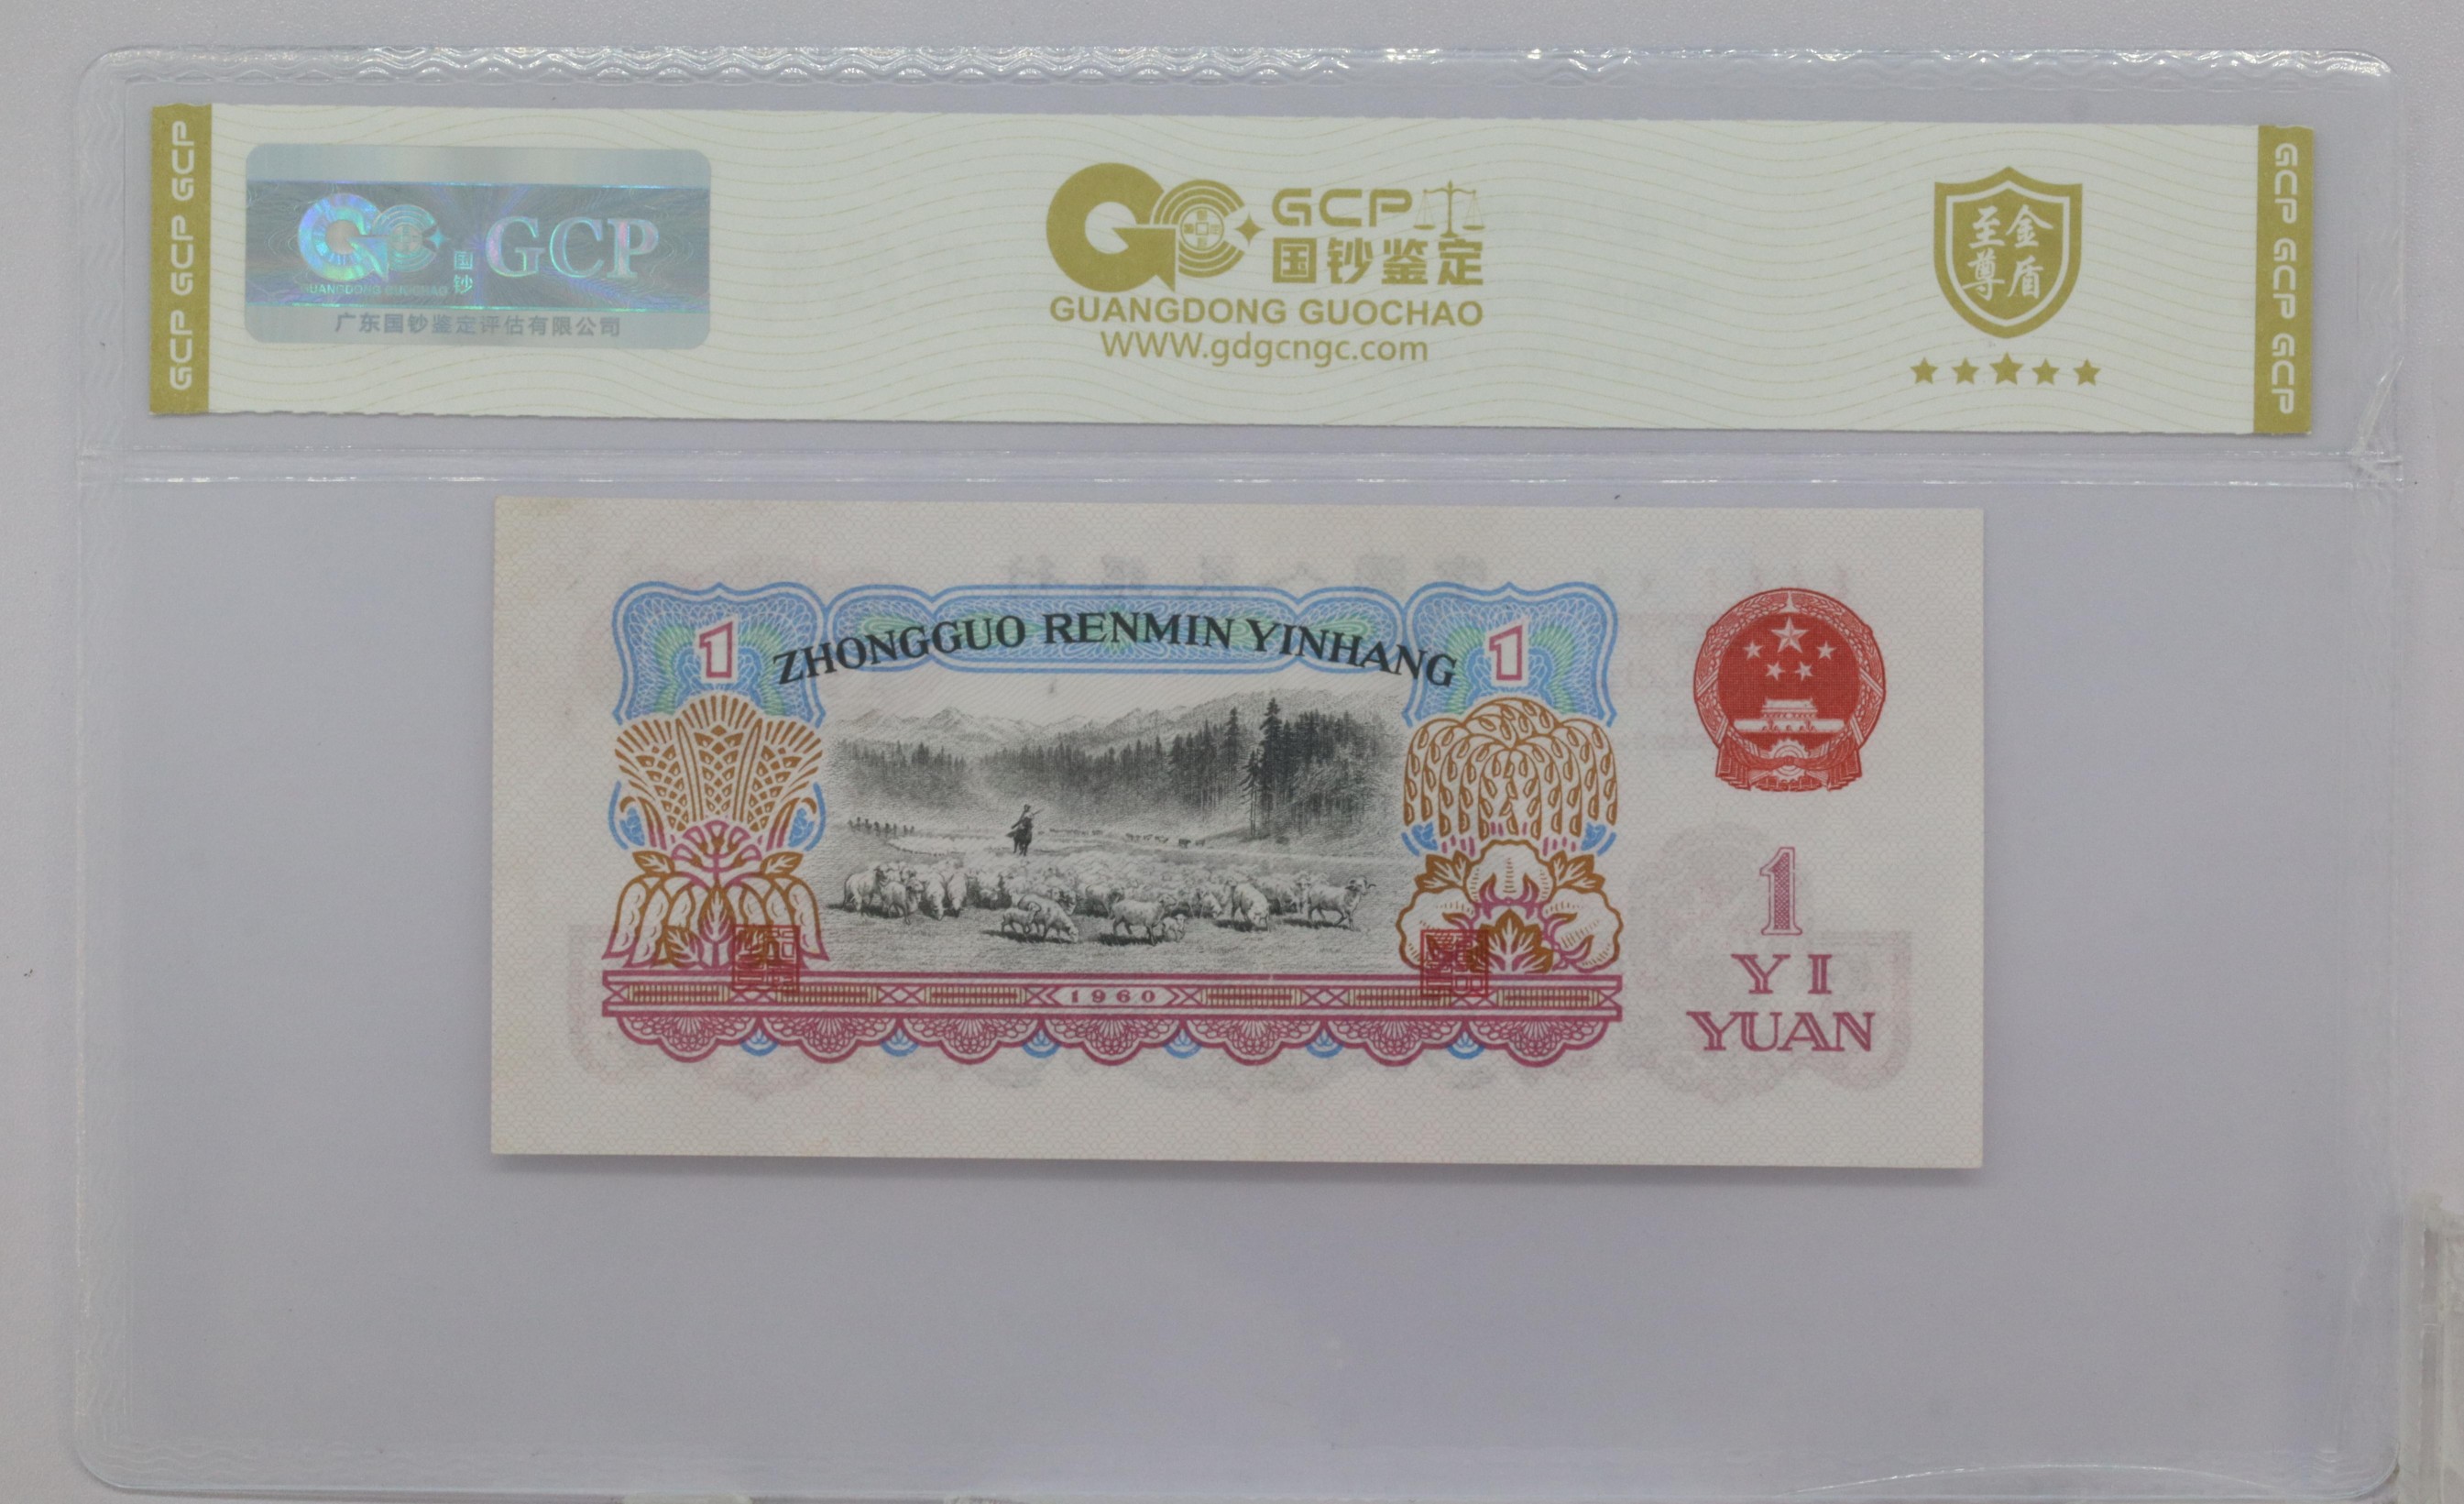 GCP GCP GCP
GCP
国钞
GUANGDONG GUOCHAO
广东国钞鉴定评估有限公司
GCP
国钞鉴定
GUANGDONG GUOCHAO
WWW.gdgcngc.com
金盾
至尊
GCP GCP GCP
ZHONGGUO RENMIN YINHANG
1
1
1960
1
YI
YUAN